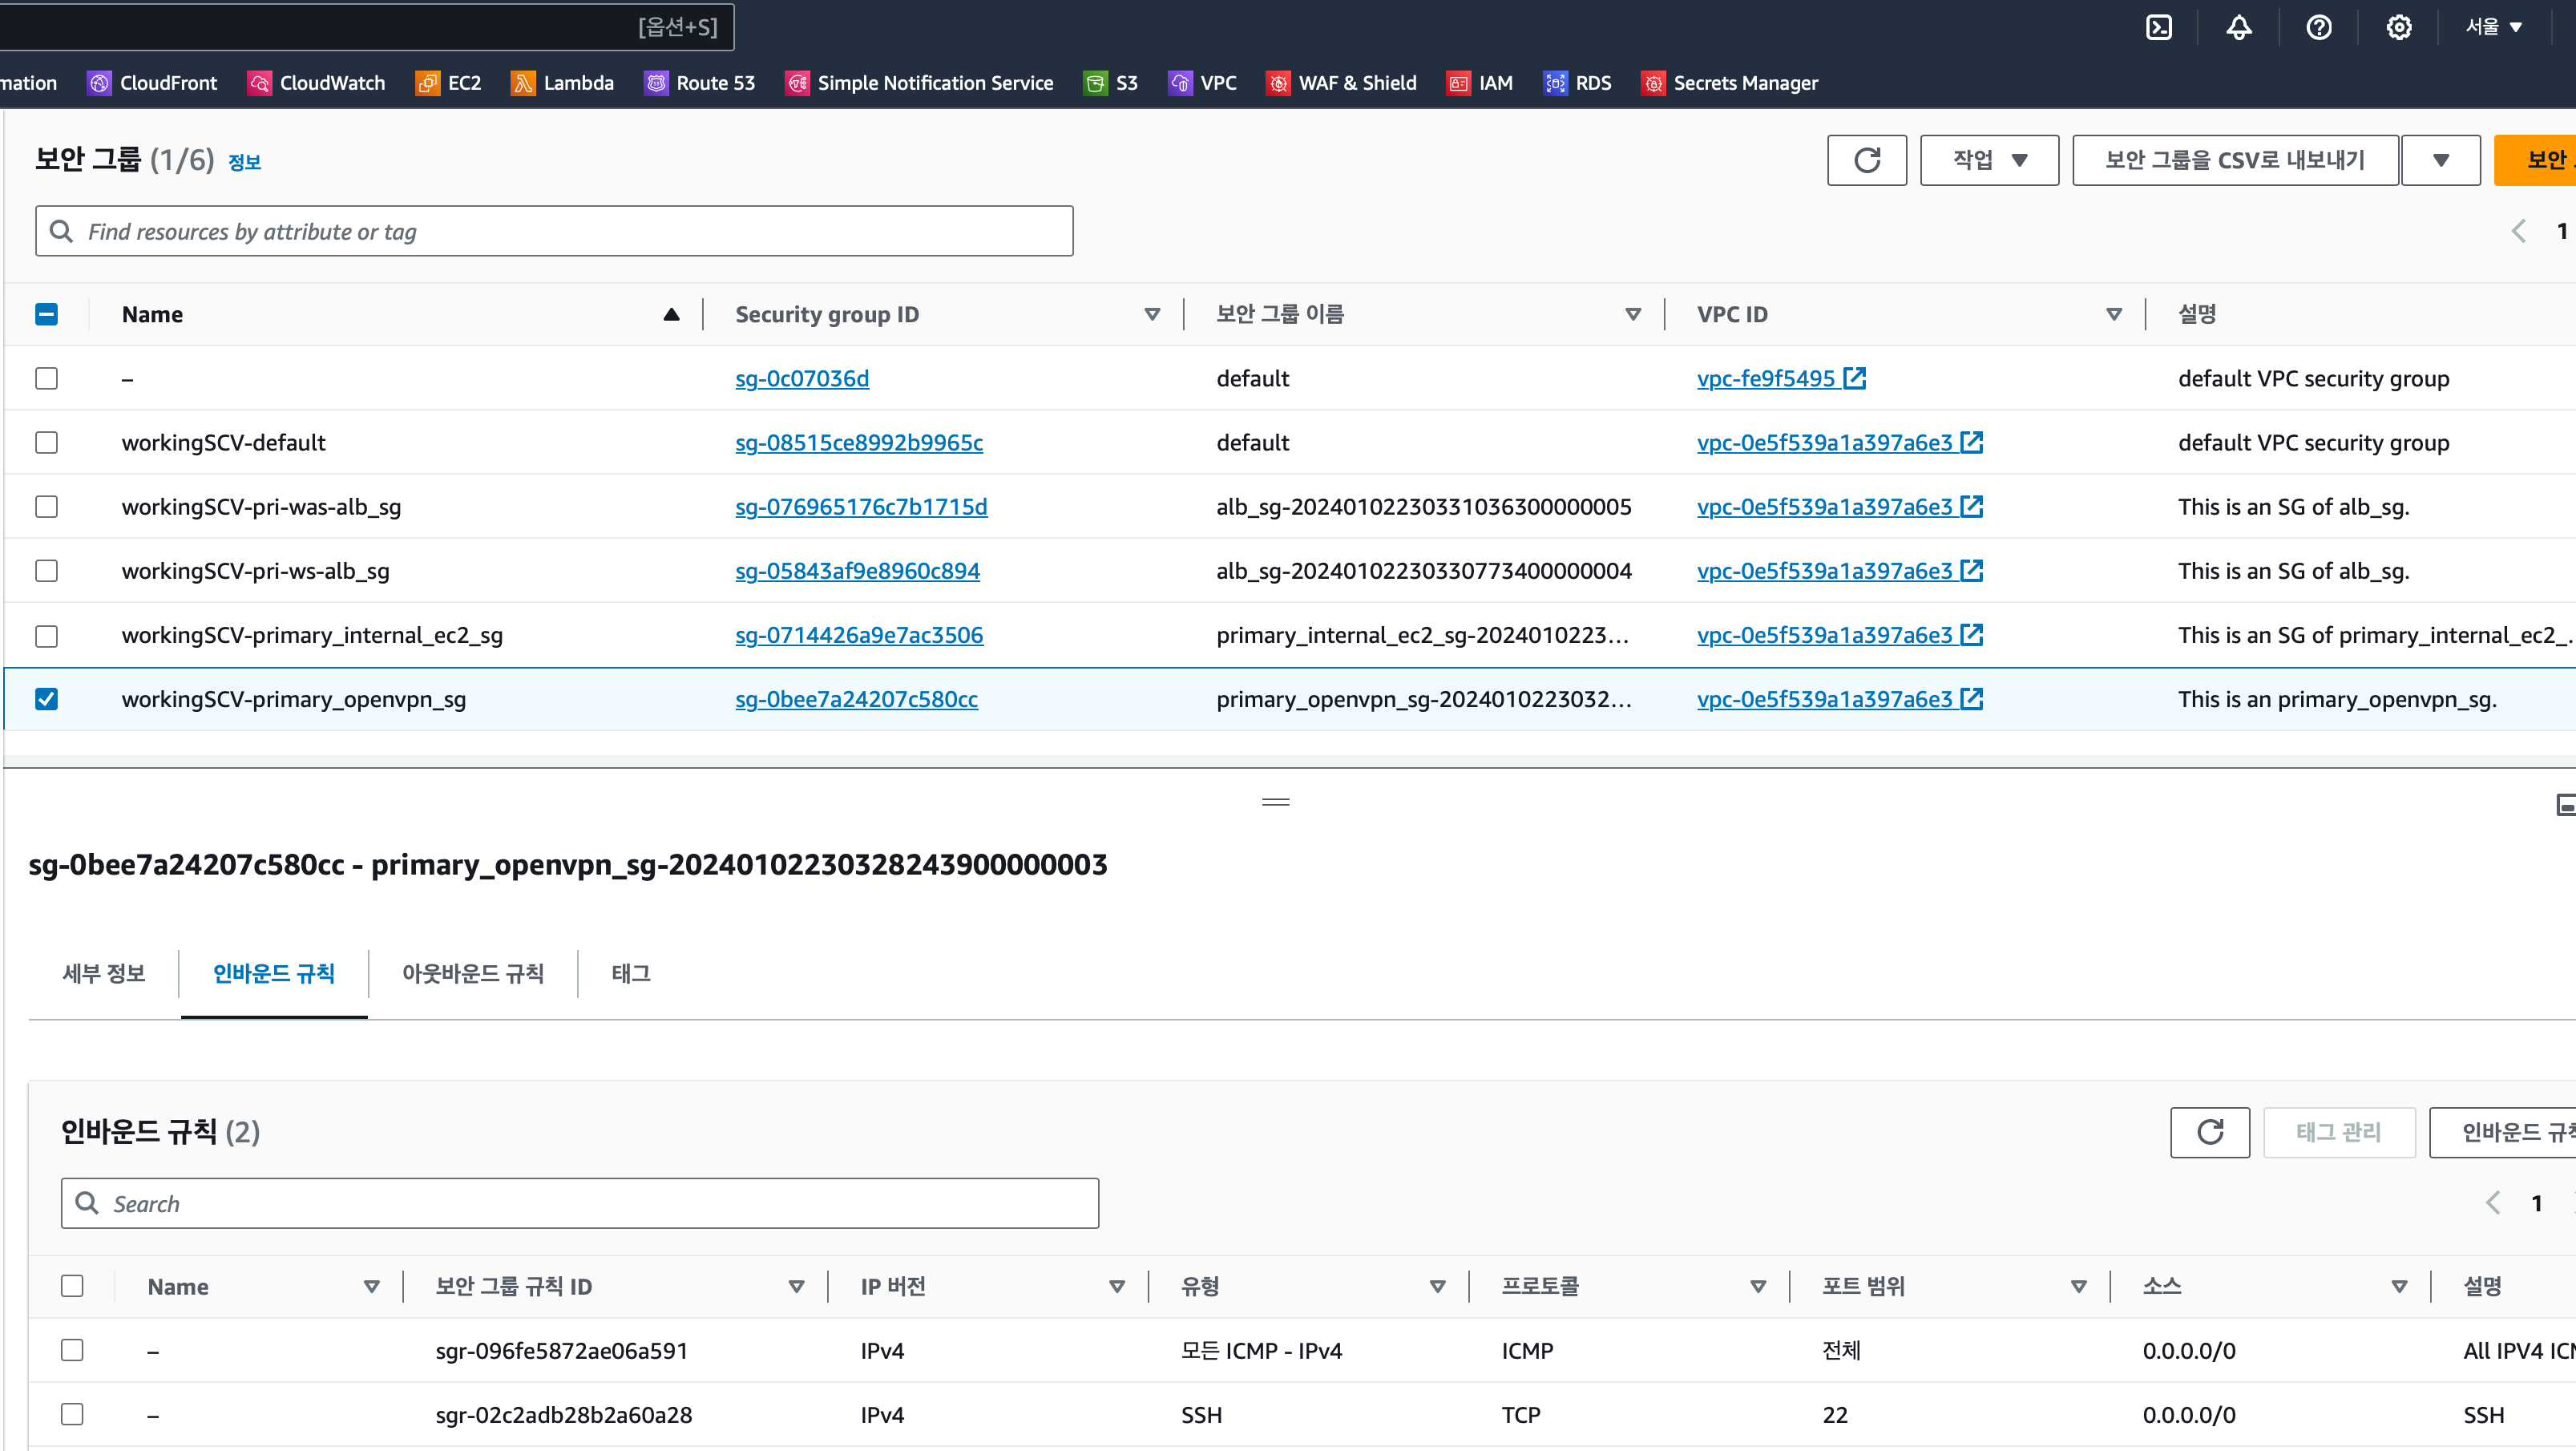 [옵션+S]
서울
mation CloudFront CloudWatch EC2 Lambda Route 53 Simple Notification Service S3 VPC WAF & Shield IAM RDS Secrets Manager
보안 그룹 (1/6) 정보
작업
보안 그룹을 CSV로 내보내기
보안
Find resources by attribute or tag
1
Name Security group ID 보안 그룹 이름 VPC ID 설명
– sg-0c07036d default vpc-fe9f5495 default VPC security group
workingSCV-default sg-08515ce8992b9965c default vpc-0e5f539a1a397a6e3 default VPC security group
workingSCV-pri-was-alb_sg sg-076965176c7b1715d alb_sg-20240102230331036300000005 vpc-0e5f539a1a397a6e3 This is an SG of alb_sg.
workingSCV-pri-ws-alb_sg sg-05843af9e8960c894 alb_sg-20240102230330773400000004 vpc-0e5f539a1a397a6e3 This is an SG of alb_sg.
workingSCV-primary_internal_ec2_sg sg-0714426a9e7ac3506 primary_internal_ec2_sg-2024010223... vpc-0e5f539a1a397a6e3 This is an SG of primary_internal_ec2_.
workingSCV-primary_openvpn_sg sg-0bee7a24207c580cc primary_openvpn_sg-2024010223032... vpc-0e5f539a1a397a6e3 This is an primary_openvpn_sg.
sg-0bee7a24207c580cc - primary_openvpn_sg-20240102230328243900000003
세부 정보 인바운드 규칙 아웃바운드 규칙 태그
인바운드 규칙 (2)
태그 관리
인바운드 규칙
Search
1
Name 보안 그룹 규칙 ID IP 버전 유형 프로토콜 포트 범위 소스 설명
– sgr-096fe5872ae06a591 IPv4 모든 ICMP - IPv4 ICMP 전체 0.0.0.0/0 All IPV4 ICM
– sgr-02c2adb28b2a60a28 IPv4 SSH TCP 22 0.0.0.0/0 SSH